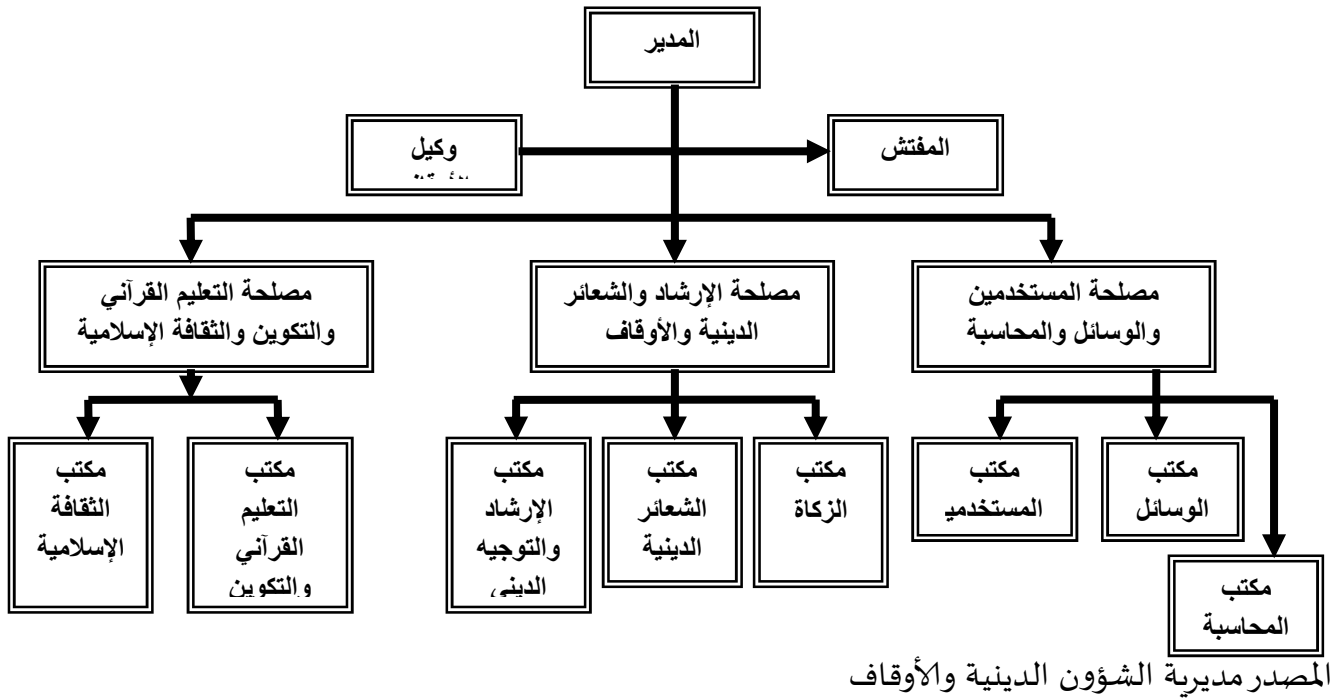 المدير
المفتش
وكيل
مصلحة المستخدمين
والوسائل والمحاسبة
مصلحة الإرشاد والشعائر
الدينية والأوقاف
مصلحة التعليم القرآني
والتكوين والثقافة الإسلامية
مكتب
المحاسبة
مكتب
الوسائل
مكتب
المستخدمي
مكتب
الزكاة
مكتب
الشعائر
الدينية
مكتب
الإرشاد
والتوجيه
الديني
مكتب
التعليم
القرآني
والتكوين
مكتب
الثقافة
الإسلامية
المصدر مديرية الشؤون الدينية والأوقاف